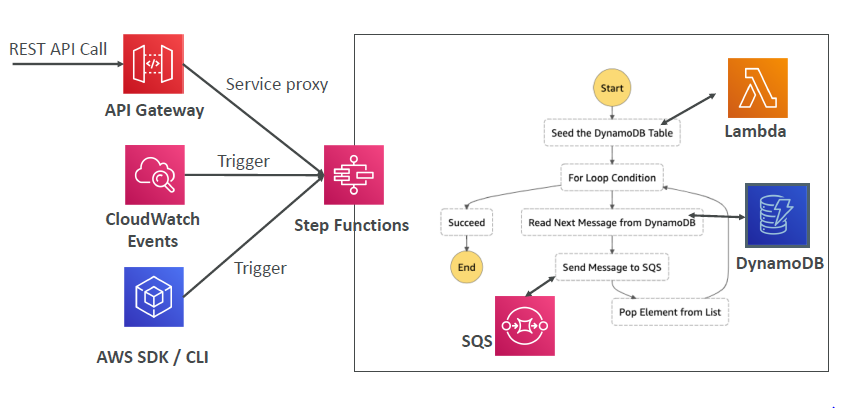 REST API Call
API Gateway
Service proxy
CloudWatch
Events
Trigger
AWS SDK / CLI
Trigger
Step Functions
Start
Seed the DynamoDB Table
Lambda
For Loop Condition
Succeed
Read Next Message from DynamoDB
DynamoDB
End
Send Message to SQS
SQS
Pop Element from List